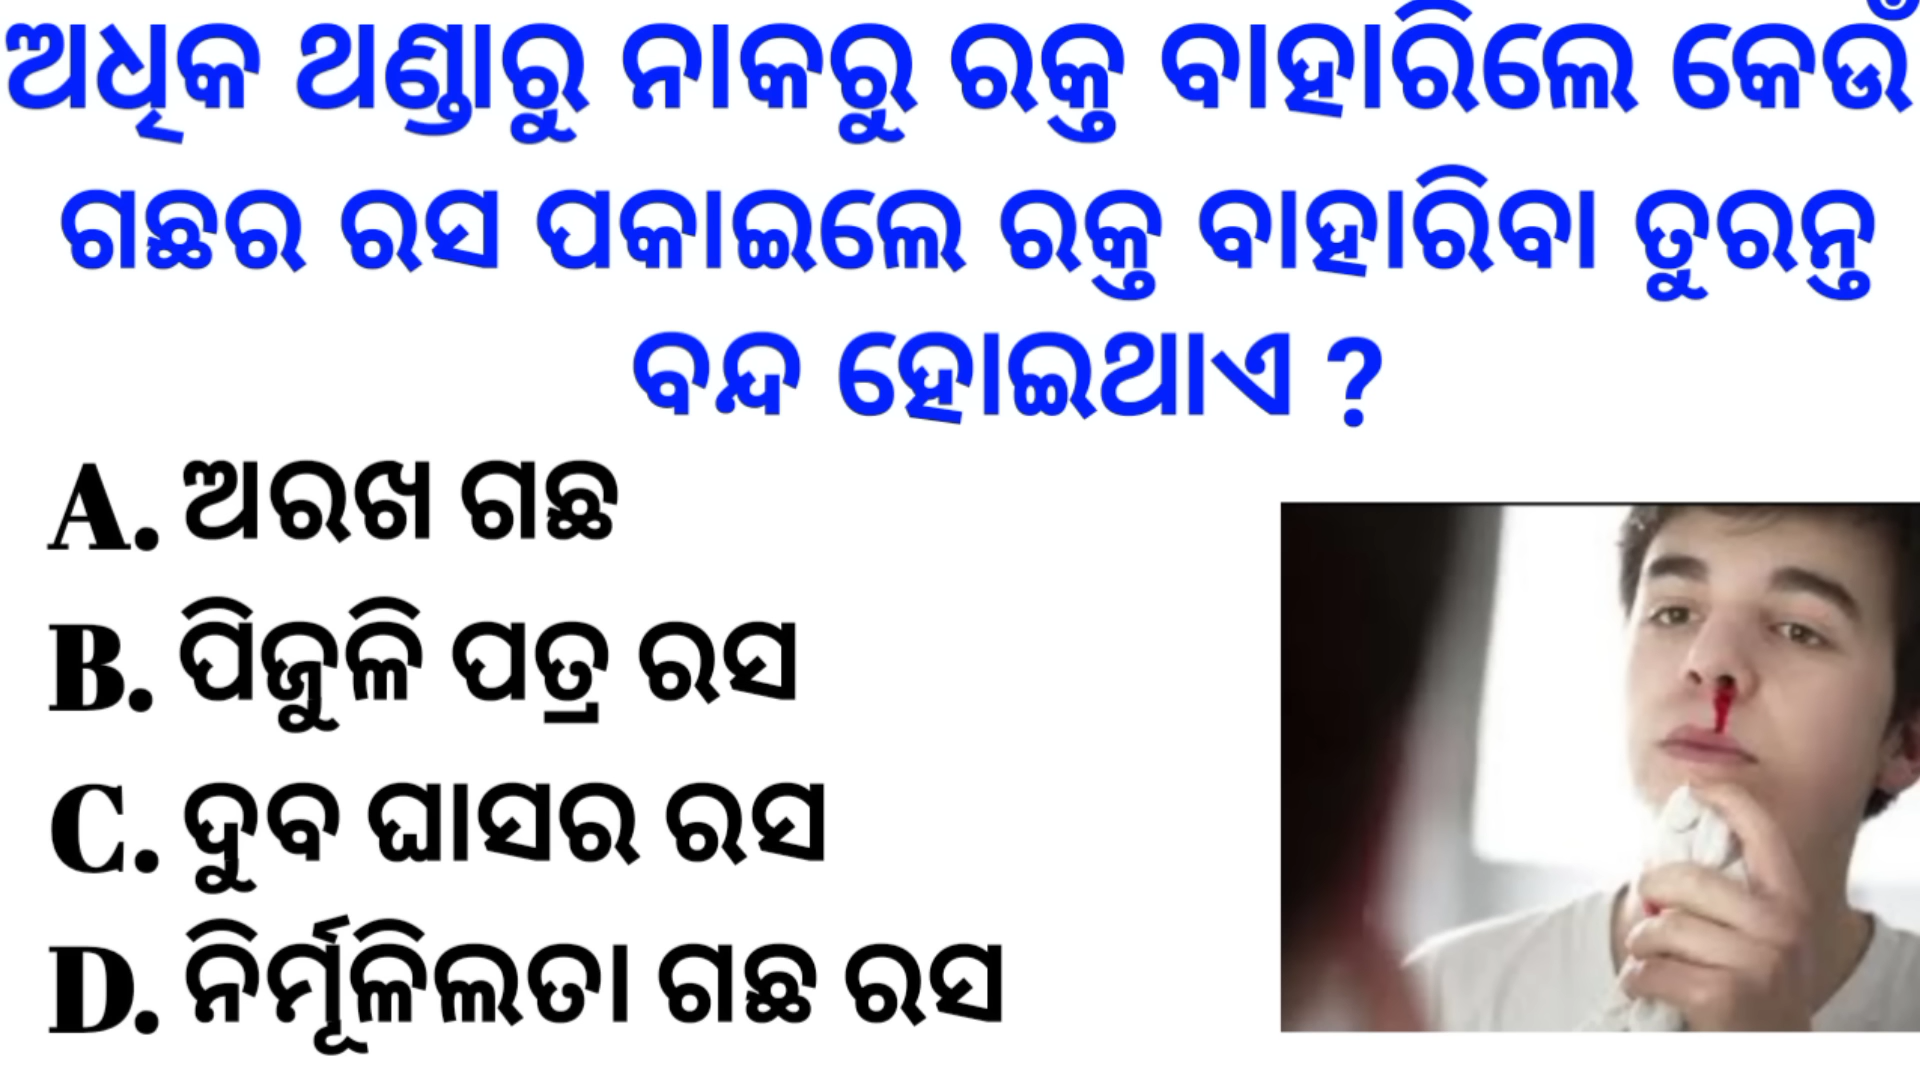 ଅଧିକ ଥଣ୍ଡାରୁ ନାକରୁ ରକ୍ତ ବାହାରିଲେ କେଉଁ
ଗଛର ରସ ପକାଇଲେ ରକ୍ତ ବାହାରିବା ତୁରନ୍ତ
ବନ୍ଦ ହୋଇଥାଏ ?
A. ଅରଖ ଗଛ
B. ପିଜୁଳି ପତ୍ର ରସ
C. ଦୁବ ଘାସର ରସ
D. ନିର୍ମୂଳିଲତା ଗଛ ରସ